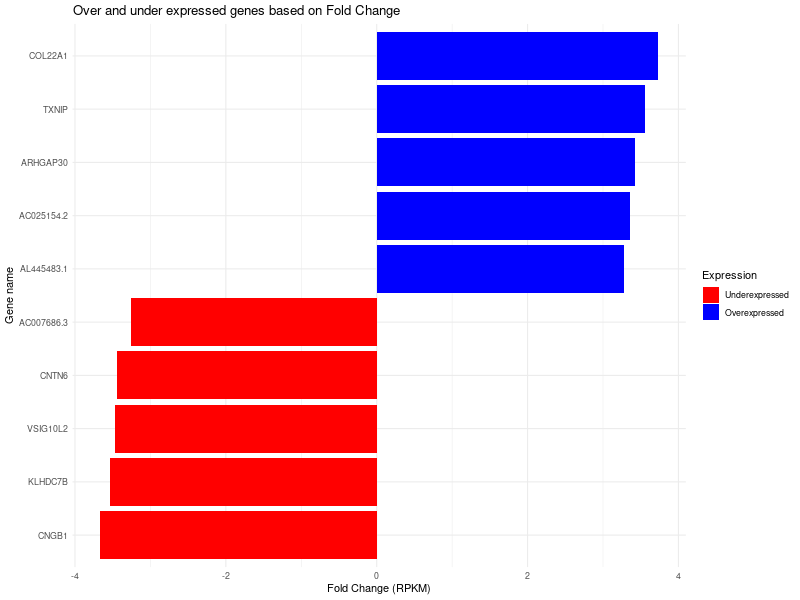 Over and under expressed genes based on Fold Change
COL22A1
TXNIP
ARHGAP30
AC025154.2
AL445483.1
AC007686.3
CNTN6
VSIG10L2
KLHDC7B
CNGB1
Gene name
-4
-2
0
2
4
Fold Change (RPKM)
Expression
Underexpressed
Overexpressed